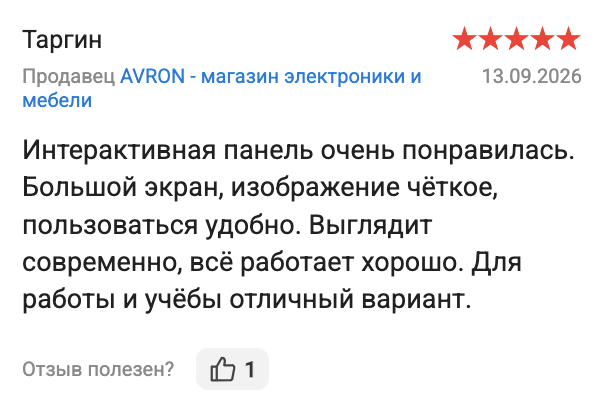 Таргин
Продавец AVRON - магазин электроники и мебели
13.09.2026
Интерактивная панель очень понравилась.
Большой экран, изображение чёткое,
пользоваться удобно. Выглядит
современно, всё работает хорошо. Для
работы и учёбы отличный вариант.
Отзыв полезен? 1